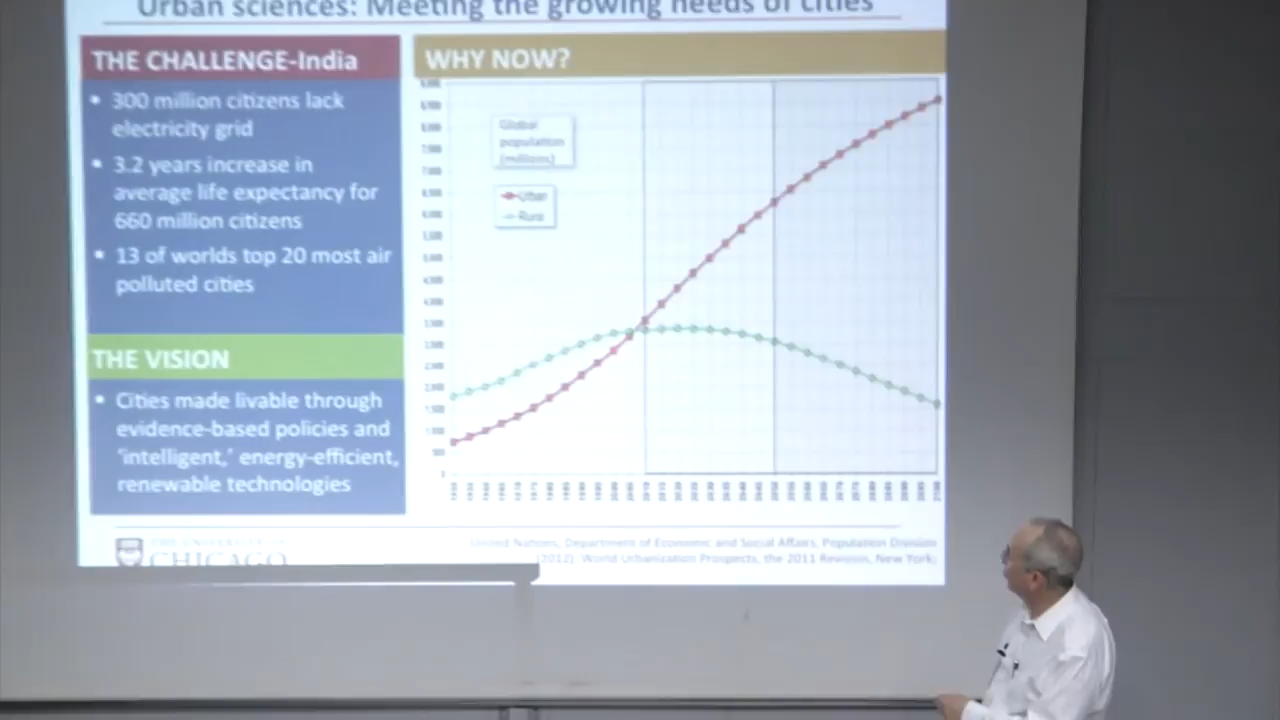 Urban sciences: Meeting the growing needs of cities
THE CHALLENGE-India
• 300 million citizens lack
electricity grid
• 3.2 years increase in
average life expectancy for
660 million citizens
• 13 of worlds top 20 most air
polluted cities
THE VISION
• Cities made livable through
evidence-based policies and
‘intelligent,’ energy-efficient,
renewable technologies
WHY NOW?
Global
population
(millions)
Urban
Rural
THE UNIVERSITY OF
CHICAGO
United Nations, Department of Economic and Social Affairs, Population Division
(2012). World Urbanization Prospects, the 2011 Revision, New York;